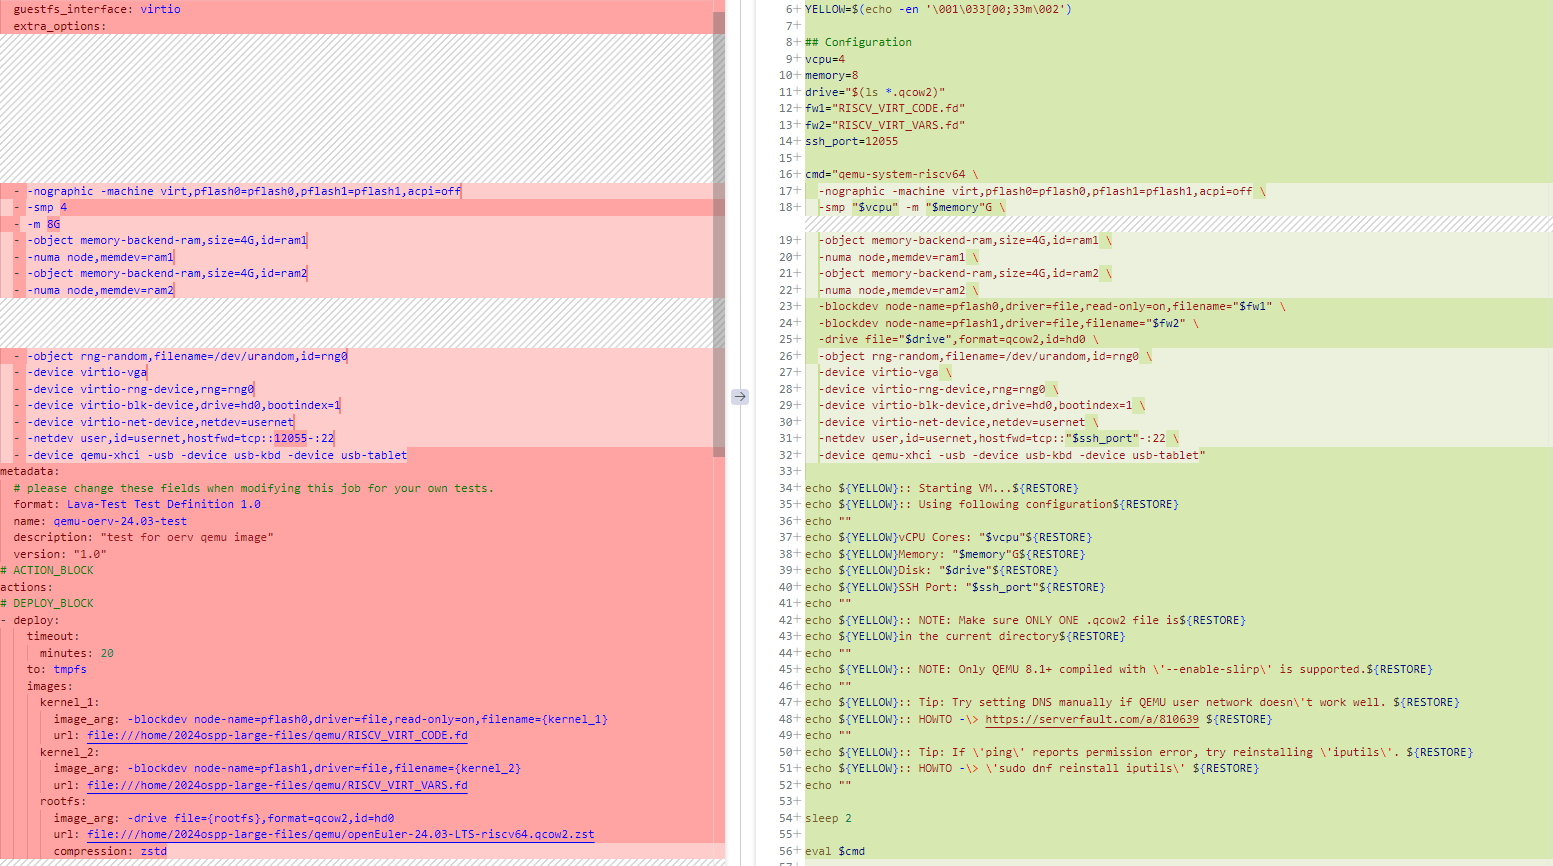 guestfs_interface: virtio
extra_options:
- -nographic -machine virt,pflash0=pflash0,pflash1=pflash1,acpi=off
- -smp 4
- -m 8G
- -object memory-backend-ram,size=4G,id=ram1
- -numa node,memdev=ram1
- -object memory-backend-ram,size=4G,id=ram2
- -numa node,memdev=ram2
- -object rng-random,filename=/dev/urandom,id=rng0
- -device virtio-vga
- -device virtio-rng-device,rng=rng0
- -device virtio-blk-device,drive=hd0,bootindex=1
- -device virtio-net-device,netdev=usernet
- -netdev user,id=usernet,hostfwd=tcp::12055-:22
- -device qemu-xhci -usb -device usb-kbd -device usb-tablet
metadata:
# please change these fields when modifying this job for your own tests.
format: Lava-Test Test Definition 1.0
name: qemu-oerv-24.03-test
description: "test for oerv qemu image"
version: "1.0"
# ACTION_BLOCK
actions:
# DEPLOY_BLOCK
- deploy:
timeout:
minutes: 20
to: tmpfs
images:
kernel_1:
image_arg: -blockdev node-name=pflash0,driver=file,read-only=on,filename={kernel_1}
url: file:///home/2024ospp-large-files/qemu/RISCV_VIRT_CODE.fd
kernel_2:
image_arg: -blockdev node-name=pflash1,driver=file,filename={kernel_2}
url: file:///home/2024ospp-large-files/qemu/RISCV_VIRT_VARS.fd
rootfs:
image_arg: -drive file={rootfs},format=qcow2,id=hd0
url: file:///home/2024ospp-large-files/qemu/openEuler-24.03-LTS-riscv64.qcow2.zst
compression: zstd
6+ YELLOW=$(echo -en '\001\033[00;33m\002')
7+
8+ ## Configuration
9+ vcpu=4
10+ memory=8
11+ drive="$(ls *.qcow2)"
12+ fw1="RISCV_VIRT_CODE.fd"
13+ fw2="RISCV_VIRT_VARS.fd"
14+ ssh_port=12055
15+
16+ cmd="qemu-system-riscv64 \
17+ -nographic -machine virt,pflash0=pflash0,pflash1=pflash1,acpi=off \
18+ -smp "$vcpu" -m "$memory"G \
19+ -object memory-backend-ram,size=4G,id=ram1 \
20+ -numa node,memdev=ram1 \
21+ -object memory-backend-ram,size=4G,id=ram2 \
22+ -numa node,memdev=ram2 \
23+ -blockdev node-name=pflash0,driver=file,read-only=on,filename="$fw1" \
24+ -blockdev node-name=pflash1,driver=file,filename="$fw2" \
25+ -drive file="$drive",format=qcow2,id=hd0 \
26+ -object rng-random,filename=/dev/urandom,id=rng0 \
27+ -device virtio-vga \
28+ -device virtio-rng-device,rng=rng0 \
29+ -device virtio-blk-device,drive=hd0,bootindex=1 \
30+ -device virtio-net-device,netdev=usernet \
31+ -netdev user,id=usernet,hostfwd=tcp::"$ssh_port"-:22 \
32+ -device qemu-xhci -usb -device usb-kbd -device usb-tablet"
33+
34+ echo ${YELLOW}:: Starting VM...${RESTORE}
35+ echo ${YELLOW}:: Using following configuration${RESTORE}
36+ echo ""
37+ echo ${YELLOW}vCPU Cores: "$vcpu"${RESTORE}
38+ echo ${YELLOW}Memory: "$memory"G${RESTORE}
39+ echo ${YELLOW}Disk: "$drive"${RESTORE}
40+ echo ${YELLOW}SSH Port: "$ssh_port"${RESTORE}
41+ echo ""
42+ echo ${YELLOW}:: NOTE: Make sure ONLY ONE .qcow2 file is${RESTORE}
43+ echo ${YELLOW}in the current directory${RESTORE}
44+ echo ""
45+ echo ${YELLOW}:: NOTE: Only QEMU 8.1+ compiled with \'--enable-slirp\' is supported.${RESTORE}
46+ echo ""
47+ echo ${YELLOW}:: Tip: Try setting DNS manually if QEMU user network doesn\'t work well. ${RESTORE}
48+ echo ${YELLOW}:: HOWTO -\> https://serverfault.com/a/810639 ${RESTORE}
49+ echo ""
50+ echo ${YELLOW}:: Tip: If \'ping\' reports permission error, try reinstalling \'iputils\'. ${RESTORE}
51+ echo ${YELLOW}:: HOWTO -\> \'sudo dnf reinstall iputils\' ${RESTORE}
52+ echo ""
53+
54+ sleep 2
55+
56+ eval $cmd